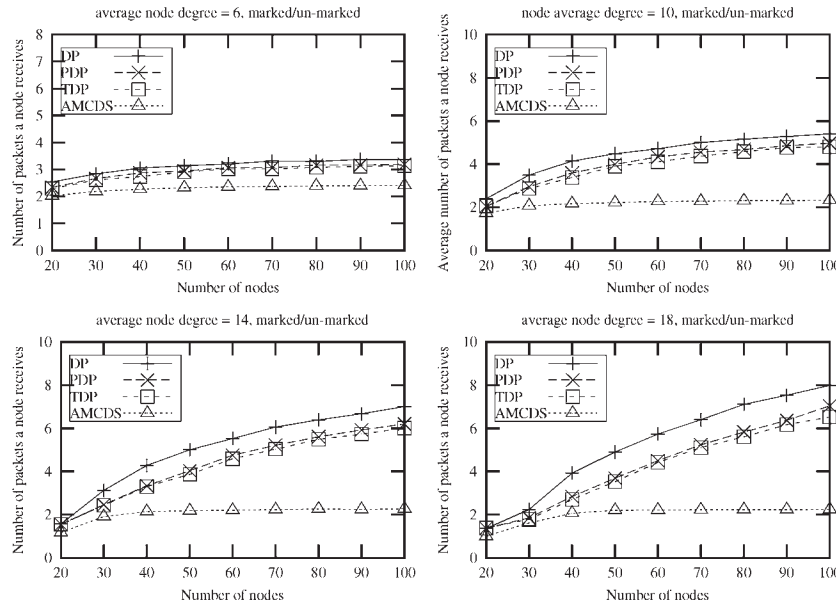 average node degree = 6, marked/un-marked
Number of packets a node receives
8
7
6
5
4
3
2
1
0
DP
PDP
TDP
AMCDS
20 30 40 50 60 70 80 90 100
Number of nodes
node average degree = 10, marked/un-marked
Average number of packets a node receives
10
8
6
4
2
0
DP
PDP
TDP
AMCDS
20 30 40 50 60 70 80 90 100
Number of nodes
average node degree = 14, marked/un-marked
Number of packets a node receives
10
8
6
4
2
0
DP
PDP
TDP
AMCDS
20 30 40 50 60 70 80 90 100
Number of nodes
average node degree = 18, marked/un-marked
Number of packets a node receives
10
8
6
4
2
0
DP
PDP
TDP
AMCDS
20 30 40 50 60 70 80 90 100
Number of nodes